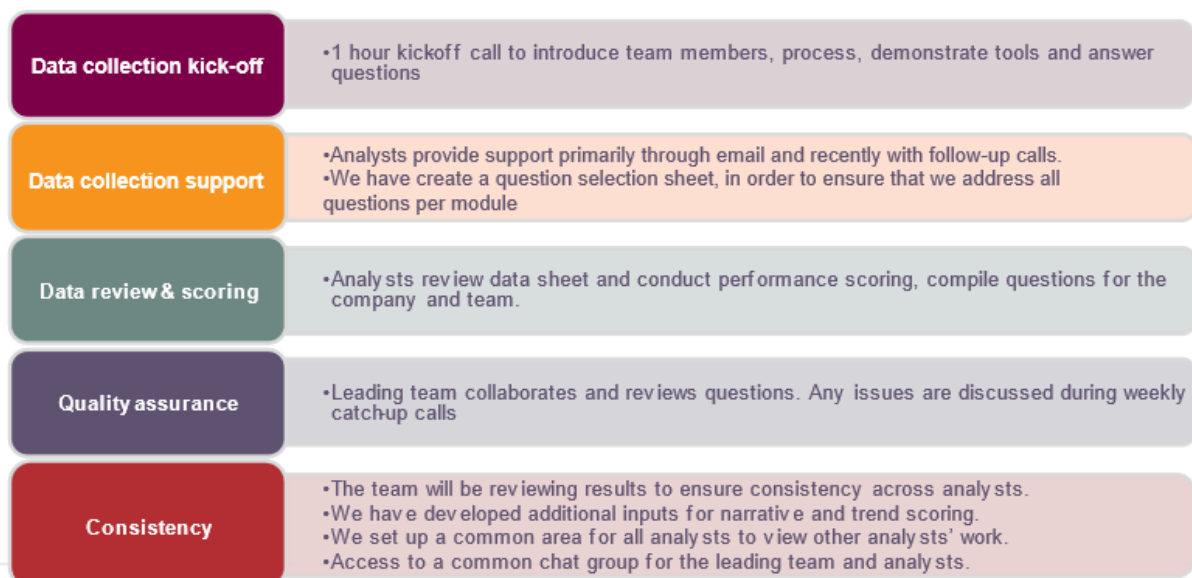 Data collection kick-off
•1 hour kickoff call to introduce team members, process, demonstrate tools and answer
questions
Data collection support
•Analysts provide support primarily through email and recently with follow-up calls.
•We have create a question selection sheet, in order to ensure that we address all
questions per module
Data review & scoring
•Analysts review data sheet and conduct performance scoring, compile questions for the
company and team.
Quality assurance
•Leading team collaborates and reviews questions. Any issues are discussed during weekly
catch-up calls
Consistency
•The team will be reviewing results to ensure consistency across analysts.
•We have developed additional inputs for narrative and trend scoring.
•We set up a common area for all analysts to view other analysts' work.
•Access to a common chat group for the leading team and analysts.